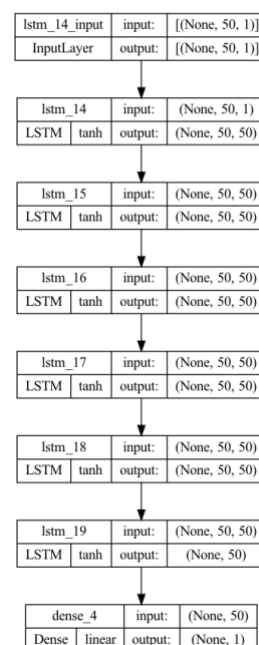 lstm_14_input input: [(None, 50, 1)]
InputLayer output: [(None, 50, 1)]
lstm_14 input: (None, 50, 1)
LSTM tanh output: (None, 50, 50)
lstm_15 input: (None, 50, 50)
LSTM tanh output: (None, 50, 50)
lstm_16 input: (None, 50, 50)
LSTM tanh output: (None, 50, 50)
lstm_17 input: (None, 50, 50)
LSTM tanh output: (None, 50, 50)
lstm_18 input: (None, 50, 50)
LSTM tanh output: (None, 50, 50)
lstm_19 input: (None, 50, 50)
LSTM tanh output: (None, 50)
dense_4 input: (None, 50)
Dense linear output: (None, 1)